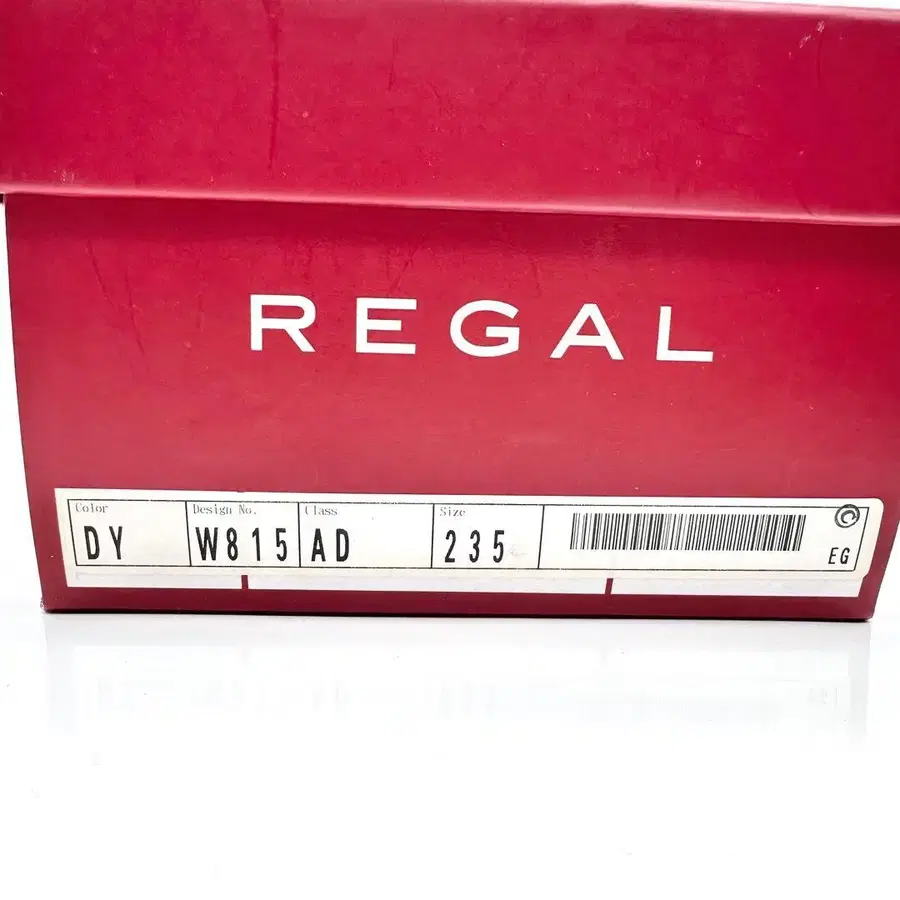 REGAL
Color Design No. Class Size
DY W815 AD 235 © EG